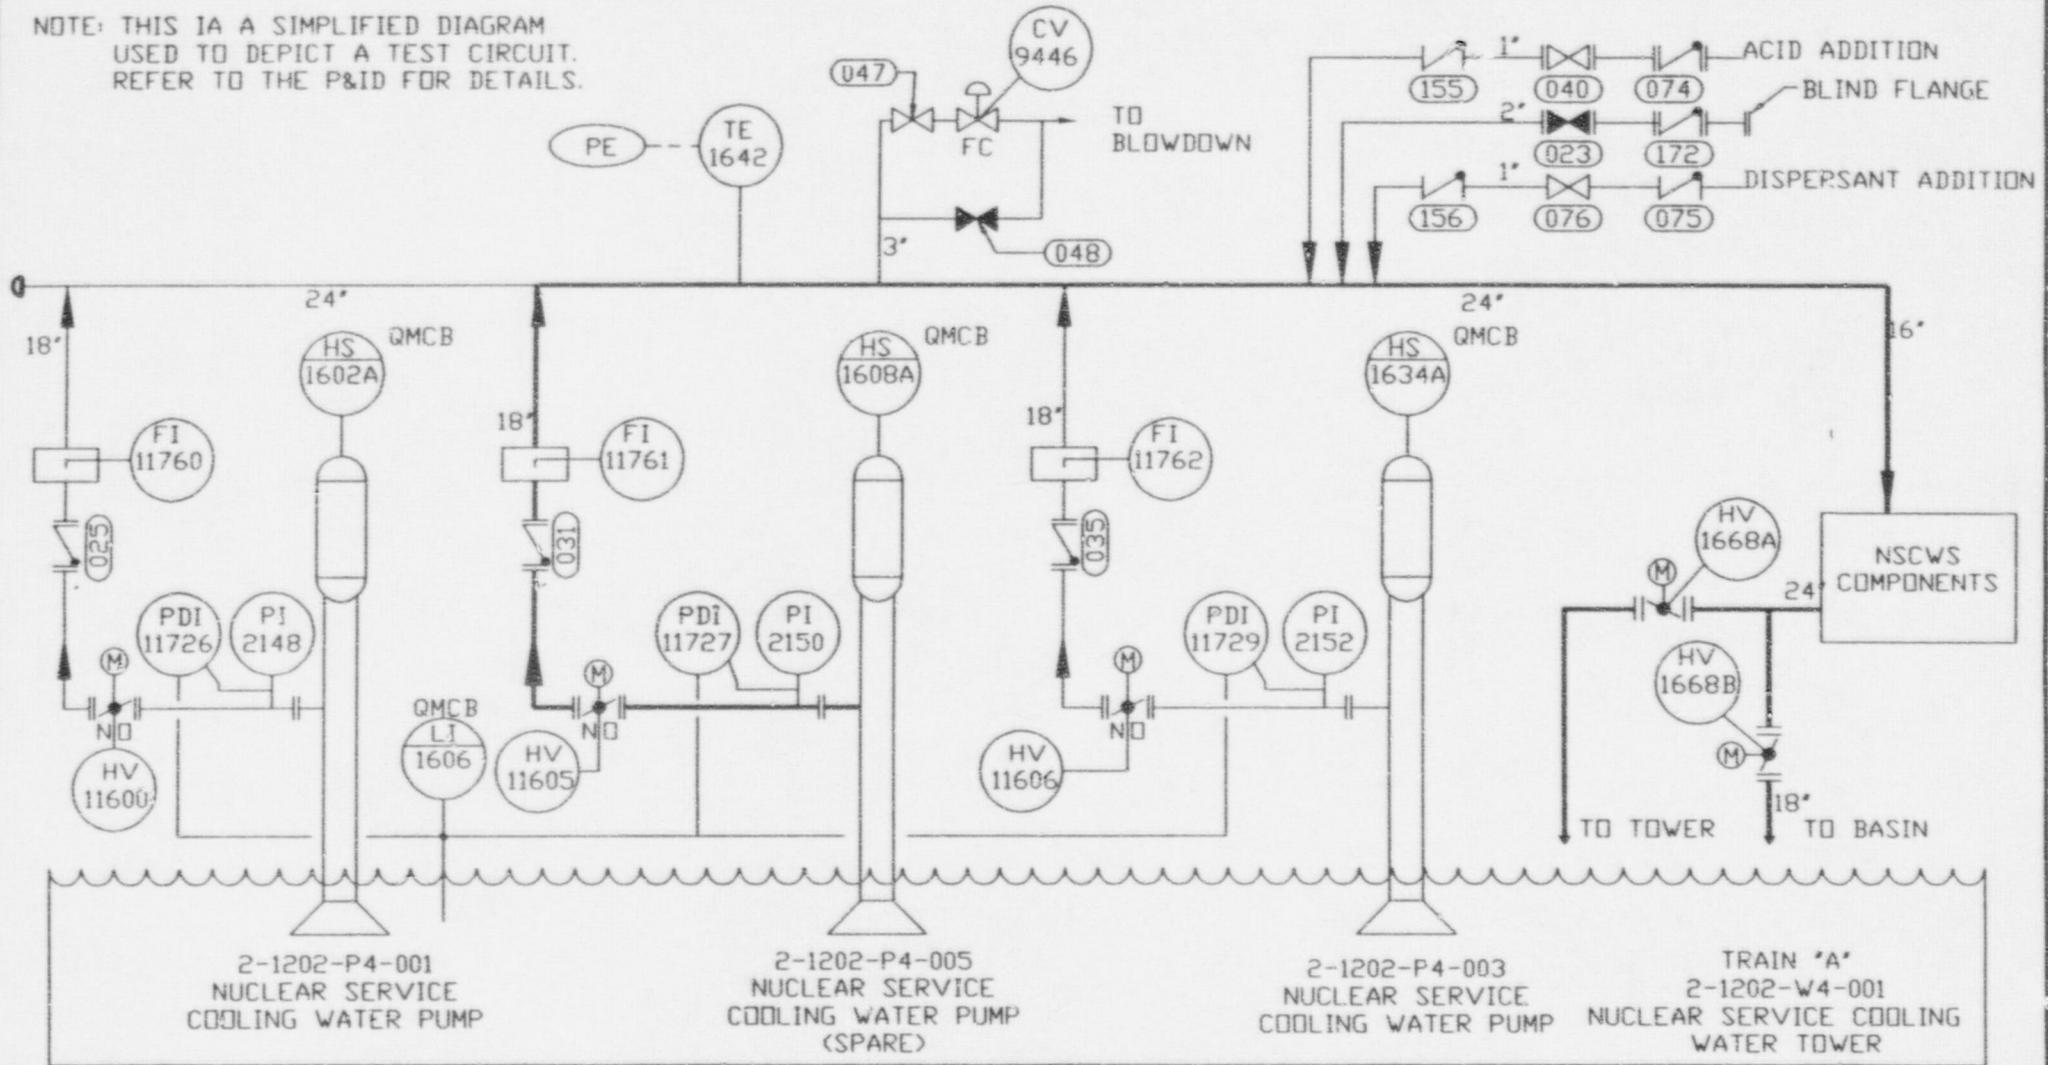 NOTE: THIS IA A SIMPLIFIED DIAGRAM
USED TO DEPICT A TEST CIRCUIT.
REFER TO THE P&ID FOR DETAILS.
CV
9446
047
FC
TO
BLOWDOWN
048
3"
PE
TE
1642
155
1"
040
074
ACID ADDITION
BLIND FLANGE
2"
023
172
156
1"
076
075
DISPERSANT ADDITION
24"
24"
16"
18"
HS
1602A
QMCB
FI
11760
025
PDI
11726
PI
2148
M
NO
HV
11600
18"
HS
1608A
QMCB
FI
11761
031
PDI
11727
PI
2150
M
NO
HV
11605
QMCB
LI
1606
18"
HS
1634A
QMCB
FI
11762
035
PDI
11729
PI
2152
M
NO
HV
11606
NSCWS
COMPONENTS
24"
HV
1668A
M
HV
1668B
M
18"
TO TOWER
TO BASIN
2-1202-P4-001
NUCLEAR SERVICE
COOLING WATER PUMP
2-1202-P4-005
NUCLEAR SERVICE
COOLING WATER PUMP
(SPARE)
2-1202-P4-003
NUCLEAR SERVICE
COOLING WATER PUMP
TRAIN "A"
2-1202-W4-001
NUCLEAR SERVICE COOLING
WATER TOWER